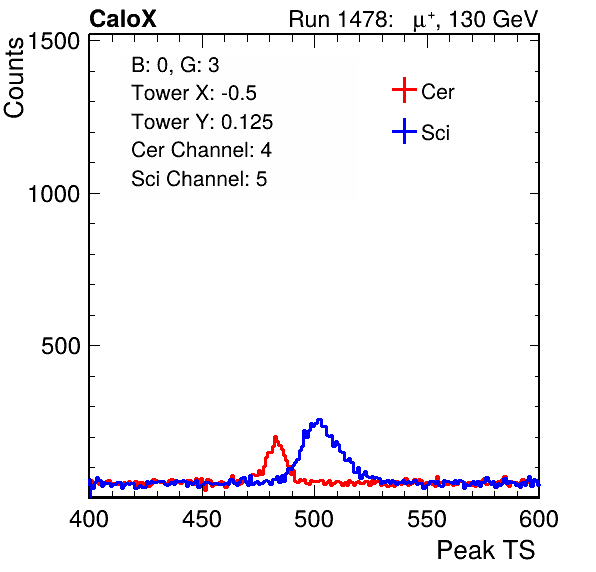 CaloX Run 1478: μ⁺, 130 GeV
Counts
1500
1000
500
B: 0, G: 3
Tower X: -0.5
Tower Y: 0.125
Cer Channel: 4
Sci Channel: 5
Cer
Sci
400 450 500 550 600
Peak TS